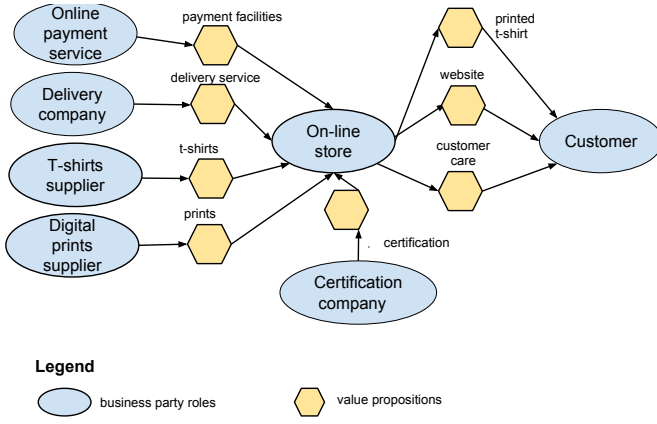 Online
payment
service
payment facilities
printed
t-shirt
Delivery
company
delivery service
website
On-line
store
Customer
T-shirts
supplier
t-shirts
customer
care
Digital
prints
supplier
prints
. certification
Certification
company
Legend
business party roles
value propositions